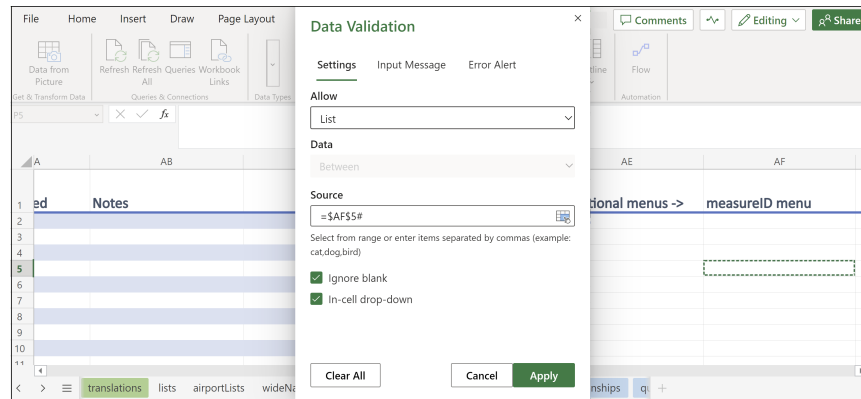 File Home Insert Draw Page Layout
Comments Editing Share
Data from Picture
Refresh Refresh All Queries Workbook Links
Flow
Get & Transform Data Queries & Connections Data Types Automation
P5 fx
Data Validation
Settings Input Message Error Alert
Allow
List
Data
Between
Source
=$AF$5#
Select from range or enter items separated by commas (example:
cat,dog,bird)
Ignore blank
In-cell drop-down
Clear All Cancel Apply
A AB AE AF
1 ed Notes tional menus -> measureID menu
2
3
4
5
6
7
8
9
10
11
translations lists airportLists wideNa nships